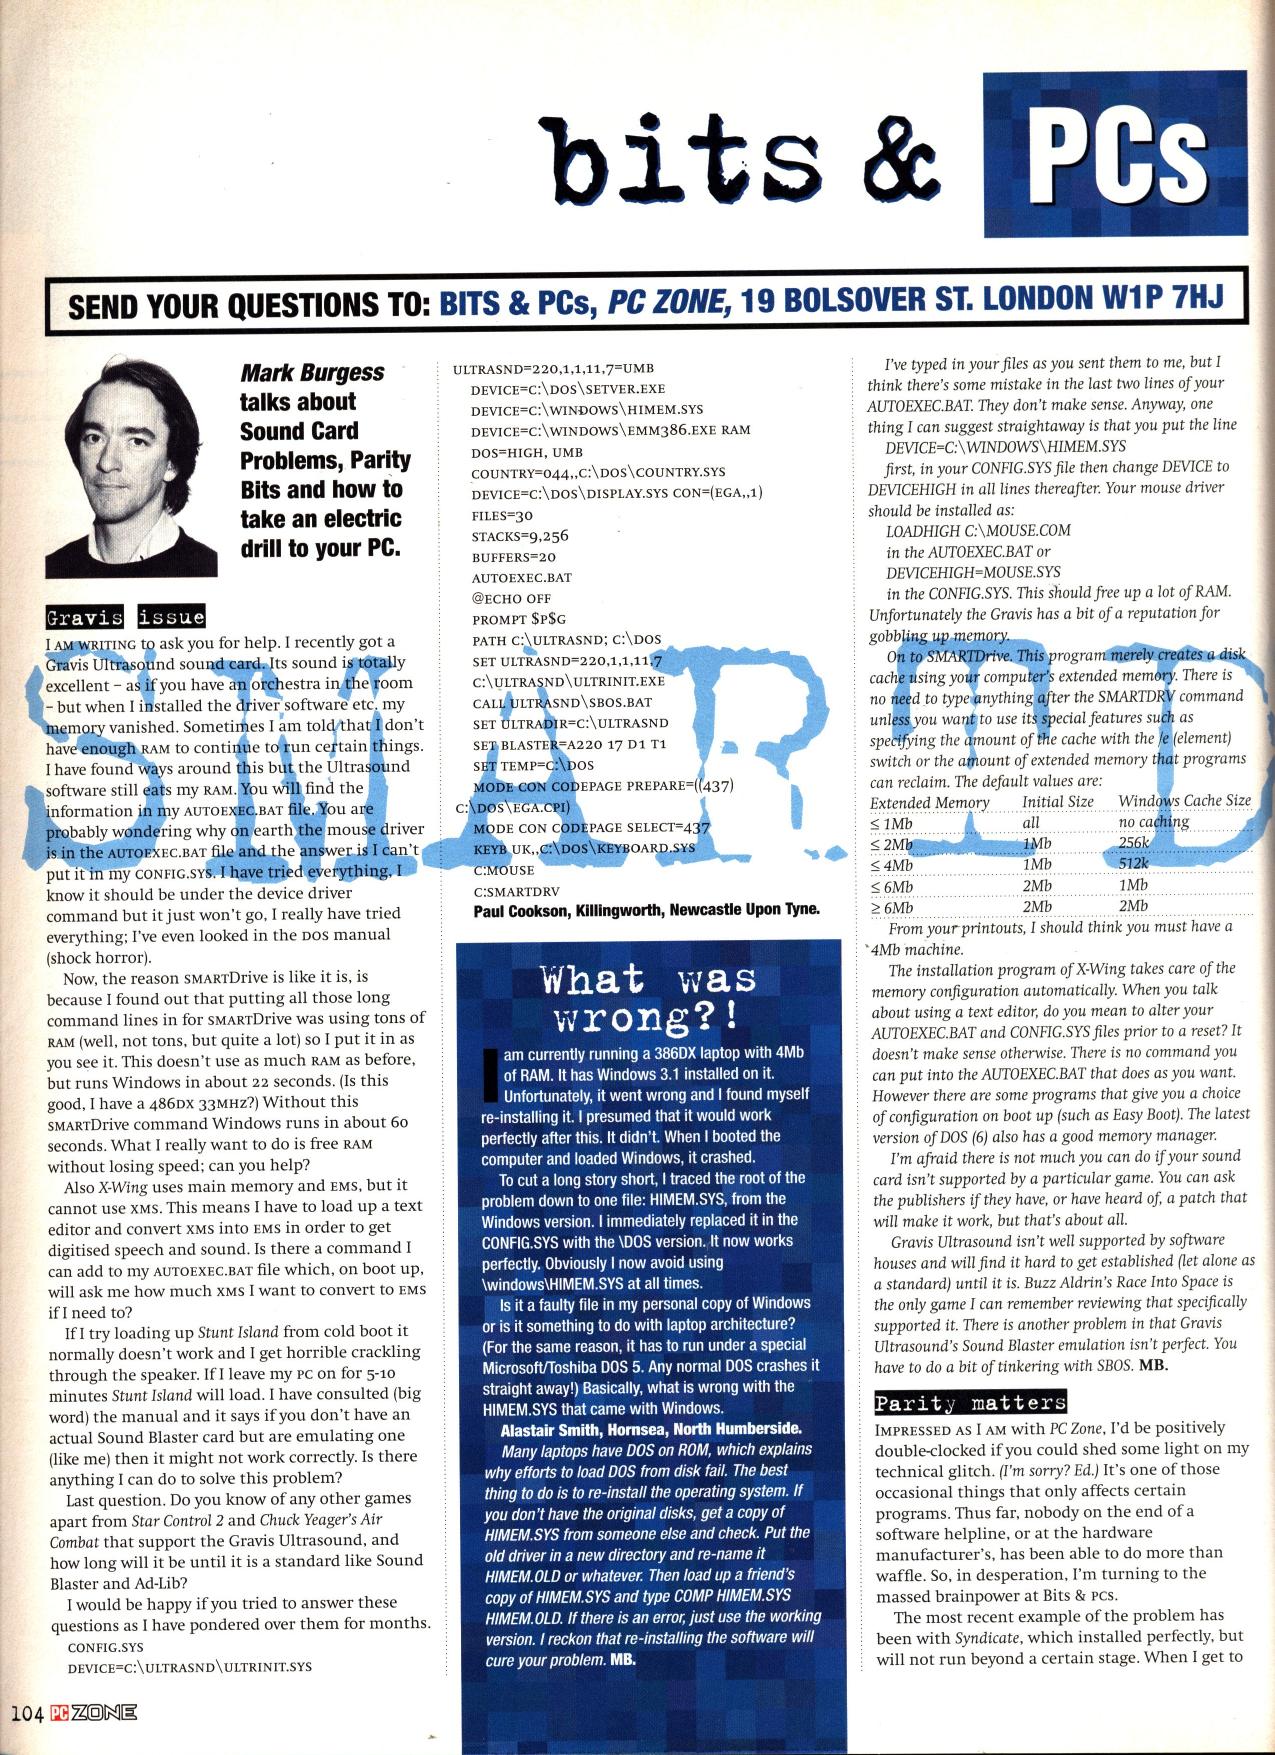 bits & PCs
SEND YOUR QUESTIONS TO: BITS & PCs, PC ZONE, 19 BOLSOVER ST. LONDON W1P 7HJ
Mark Burgess
talks about
Sound Card
Problems, Parity
Bits and how to
take an electric
drill to your PC.
Gravis issue
I AM WRITING to ask you for help. I recently got a
Gravis Ultrasound sound card. Its sound is totally
excellent – as if you have an orchestra in the room
– but when I installed the driver software etc. my
memory vanished. Sometimes I am told that I don't
have enough RAM to continue to run certain things.
I have found ways around this but the Ultrasound
software still eats my RAM. You will find the
information in my AUTOEXEC.BAT file. You are
probably wondering why on earth the mouse driver
is in the AUTOEXEC.BAT file and the answer is I can't
put it in my CONFIG.SYS. I have tried everything, I
know it should be under the device driver
command but it just won't go, I really have tried
everything; I've even looked in the DOS manual
(shock horror).
Now, the reason SMARTDrive is like it is, is
because I found out that putting all those long
command lines in for SMARTDrive was using tons of
RAM (well, not tons, but quite a lot) so I put it in as
you see it. This doesn't use as much RAM as before,
but runs Windows in about 22 seconds. (Is this
good, I have a 486DX 33MHZ?) Without this
SMARTDrive command Windows runs in about 60
seconds. What I really want to do is free RAM
without losing speed; can you help?
Also X-Wing uses main memory and EMS, but it
cannot use XMS. This means I have to load up a text
editor and convert XMS into EMS in order to get
digitised speech and sound. Is there a command I
can add to my AUTOEXEC.BAT file which, on boot up,
will ask me how much XMS I want to convert to EMS
if I need to?
If I try loading up Stunt Island from cold boot it
normally doesn't work and I get horrible crackling
through the speaker. If I leave my PC on for 5-10
minutes Stunt Island will load. I have consulted (big
word) the manual and it says if you don't have an
actual Sound Blaster card but are emulating one
(like me) then it might not work correctly. Is there
anything I can do to solve this problem?
Last question. Do you know of any other games
apart from Star Control 2 and Chuck Yeager's Air
Combat that support the Gravis Ultrasound, and
how long will it be until it is a standard like Sound
Blaster and Ad-Lib?
I would be happy if you tried to answer these
questions as I have pondered over them for months.
CONFIG.SYS
DEVICE=C:\ULTRASND\ULTRINIT.SYS
ULTRASND=220,1,1,11,7=UMB
DEVICE=C:\DOS\SETVER.EXE
DEVICE=C:\WINDOWS\HIMEM.SYS
DEVICE=C:\WINDOWS\EMM386.EXE RAM
DOS=HIGH, UMB
COUNTRY=044,,C:\DOS\COUNTRY.SYS
DEVICE=C:\DOS\DISPLAY.SYS CON=(EGA,,1)
FILES=30
STACKS=9,256
BUFFERS=20
AUTOEXEC.BAT
@ECHO OFF
PROMPT $P$G
PATH C:\ULTRASND; C:\DOS
SET ULTRASND=220,1,1,11,7
C:\ULTRASND\ULTRINIT.EXE
CALL ULTRASND\SBOS.BAT
SET ULTRADIR=C:\ULTRASND
SET BLASTER=A220 17 D1 T1
SET TEMP=C:\DOS
MODE CON CODEPAGE PREPARE=((437)
C:\DOS\EGA.CPI)
MODE CON CODEPAGE SELECT=437
KEYB UK,,C:\DOS\KEYBOARD.SYS
C:MOUSE
C:SMARTDRV
Paul Cookson, Killingworth, Newcastle Upon Tyne.
What was
wrong?!
I am currently running a 386DX laptop with 4Mb
of RAM. It has Windows 3.1 installed on it.
Unfortunately, it went wrong and I found myself
re-installing it. I presumed that it would work
perfectly after this. It didn't. When I booted the
computer and loaded Windows, it crashed.
To cut a long story short, I traced the root of the
problem down to one file: HIMEM.SYS, from the
Windows version. I immediately replaced it in the
CONFIG.SYS with the \DOS version. It now works
perfectly. Obviously I now avoid using
\windows\HIMEM.SYS at all times.
Is it a faulty file in my personal copy of Windows
or is it something to do with laptop architecture?
(For the same reason, it has to run under a special
Microsoft/Toshiba DOS 5. Any normal DOS crashes it
straight away!) Basically, what is wrong with the
HIMEM.SYS that came with Windows.
Alastair Smith, Hornsea, North Humberside.
Many laptops have DOS on ROM, which explains
why efforts to load DOS from disk fail. The best
thing to do is to re-install the operating system. If
you don't have the original disks, get a copy of
HIMEM.SYS from someone else and check. Put the
old driver in a new directory and re-name it
HIMEM.OLD or whatever. Then load up a friend's
copy of HIMEM.SYS and type COMP HIMEM.SYS
HIMEM.OLD. If there is an error, just use the working
version. I reckon that re-installing the software will
cure your problem. MB.
I've typed in your files as you sent them to me, but I
think there's some mistake in the last two lines of your
AUTOEXEC.BAT. They don't make sense. Anyway, one
thing I can suggest straightaway is that you put the line
DEVICE=C:\WINDOWS\HIMEM.SYS
first, in your CONFIG.SYS file then change DEVICE to
DEVICEHIGH in all lines thereafter. Your mouse driver
should be installed as:
LOADHIGH C:\MOUSE.COM
in the AUTOEXEC.BAT or
DEVICEHIGH=MOUSE.SYS
in the CONFIG.SYS. This should free up a lot of RAM.
Unfortunately the Gravis has a bit of a reputation for
gobbling up memory.
On to SMARTDrive. This program merely creates a disk
cache using your computer's extended memory. There is
no need to type anything after the SMARTDRV command
unless you want to use its special features such as
specifying the amount of the cache with the /e (element)
switch or the amount of extended memory that programs
can reclaim. The default values are:
Extended Memory Initial Size Windows Cache Size
≤ 1Mb all no caching
≤ 2Mb 1Mb 256k
≤ 4Mb 1Mb 512k
≤ 6Mb 2Mb 1Mb
≥ 6Mb 2Mb 2Mb
From your printouts, I should think you must have a
4Mb machine.
The installation program of X-Wing takes care of the
memory configuration automatically. When you talk
about using a text editor, do you mean to alter your
AUTOEXEC.BAT and CONFIG.SYS files prior to a reset? It
doesn't make sense otherwise. There is no command you
can put into the AUTOEXEC.BAT that does as you want.
However there are some programs that give you a choice
of configuration on boot up (such as Easy Boot). The latest
version of DOS (6) also has a good memory manager.
I'm afraid there is not much you can do if your sound
card isn't supported by a particular game. You can ask
the publishers if they have, or have heard of, a patch that
will make it work, but that's about all.
Gravis Ultrasound isn't well supported by software
houses and will find it hard to get established (let alone as
a standard) until it is. Buzz Aldrin's Race Into Space is
the only game I can remember reviewing that specifically
supported it. There is another problem in that Gravis
Ultrasound's Sound Blaster emulation isn't perfect. You
have to do a bit of tinkering with SBOS. MB.
Parity matters
IMPRESSED AS I AM with PC Zone, I'd be positively
double-clocked if you could shed some light on my
technical glitch. (I'm sorry? Ed.) It's one of those
occasional things that only affects certain
programs. Thus far, nobody on the end of a
software helpline, or at the hardware
manufacturer's, has been able to do more than
waffle. So, in desperation, I'm turning to the
massed brainpower at Bits & PCs.
The most recent example of the problem has
been with Syndicate, which installed perfectly, but
will not run beyond a certain stage. When I get to
SMARTD
104 PC ZONE